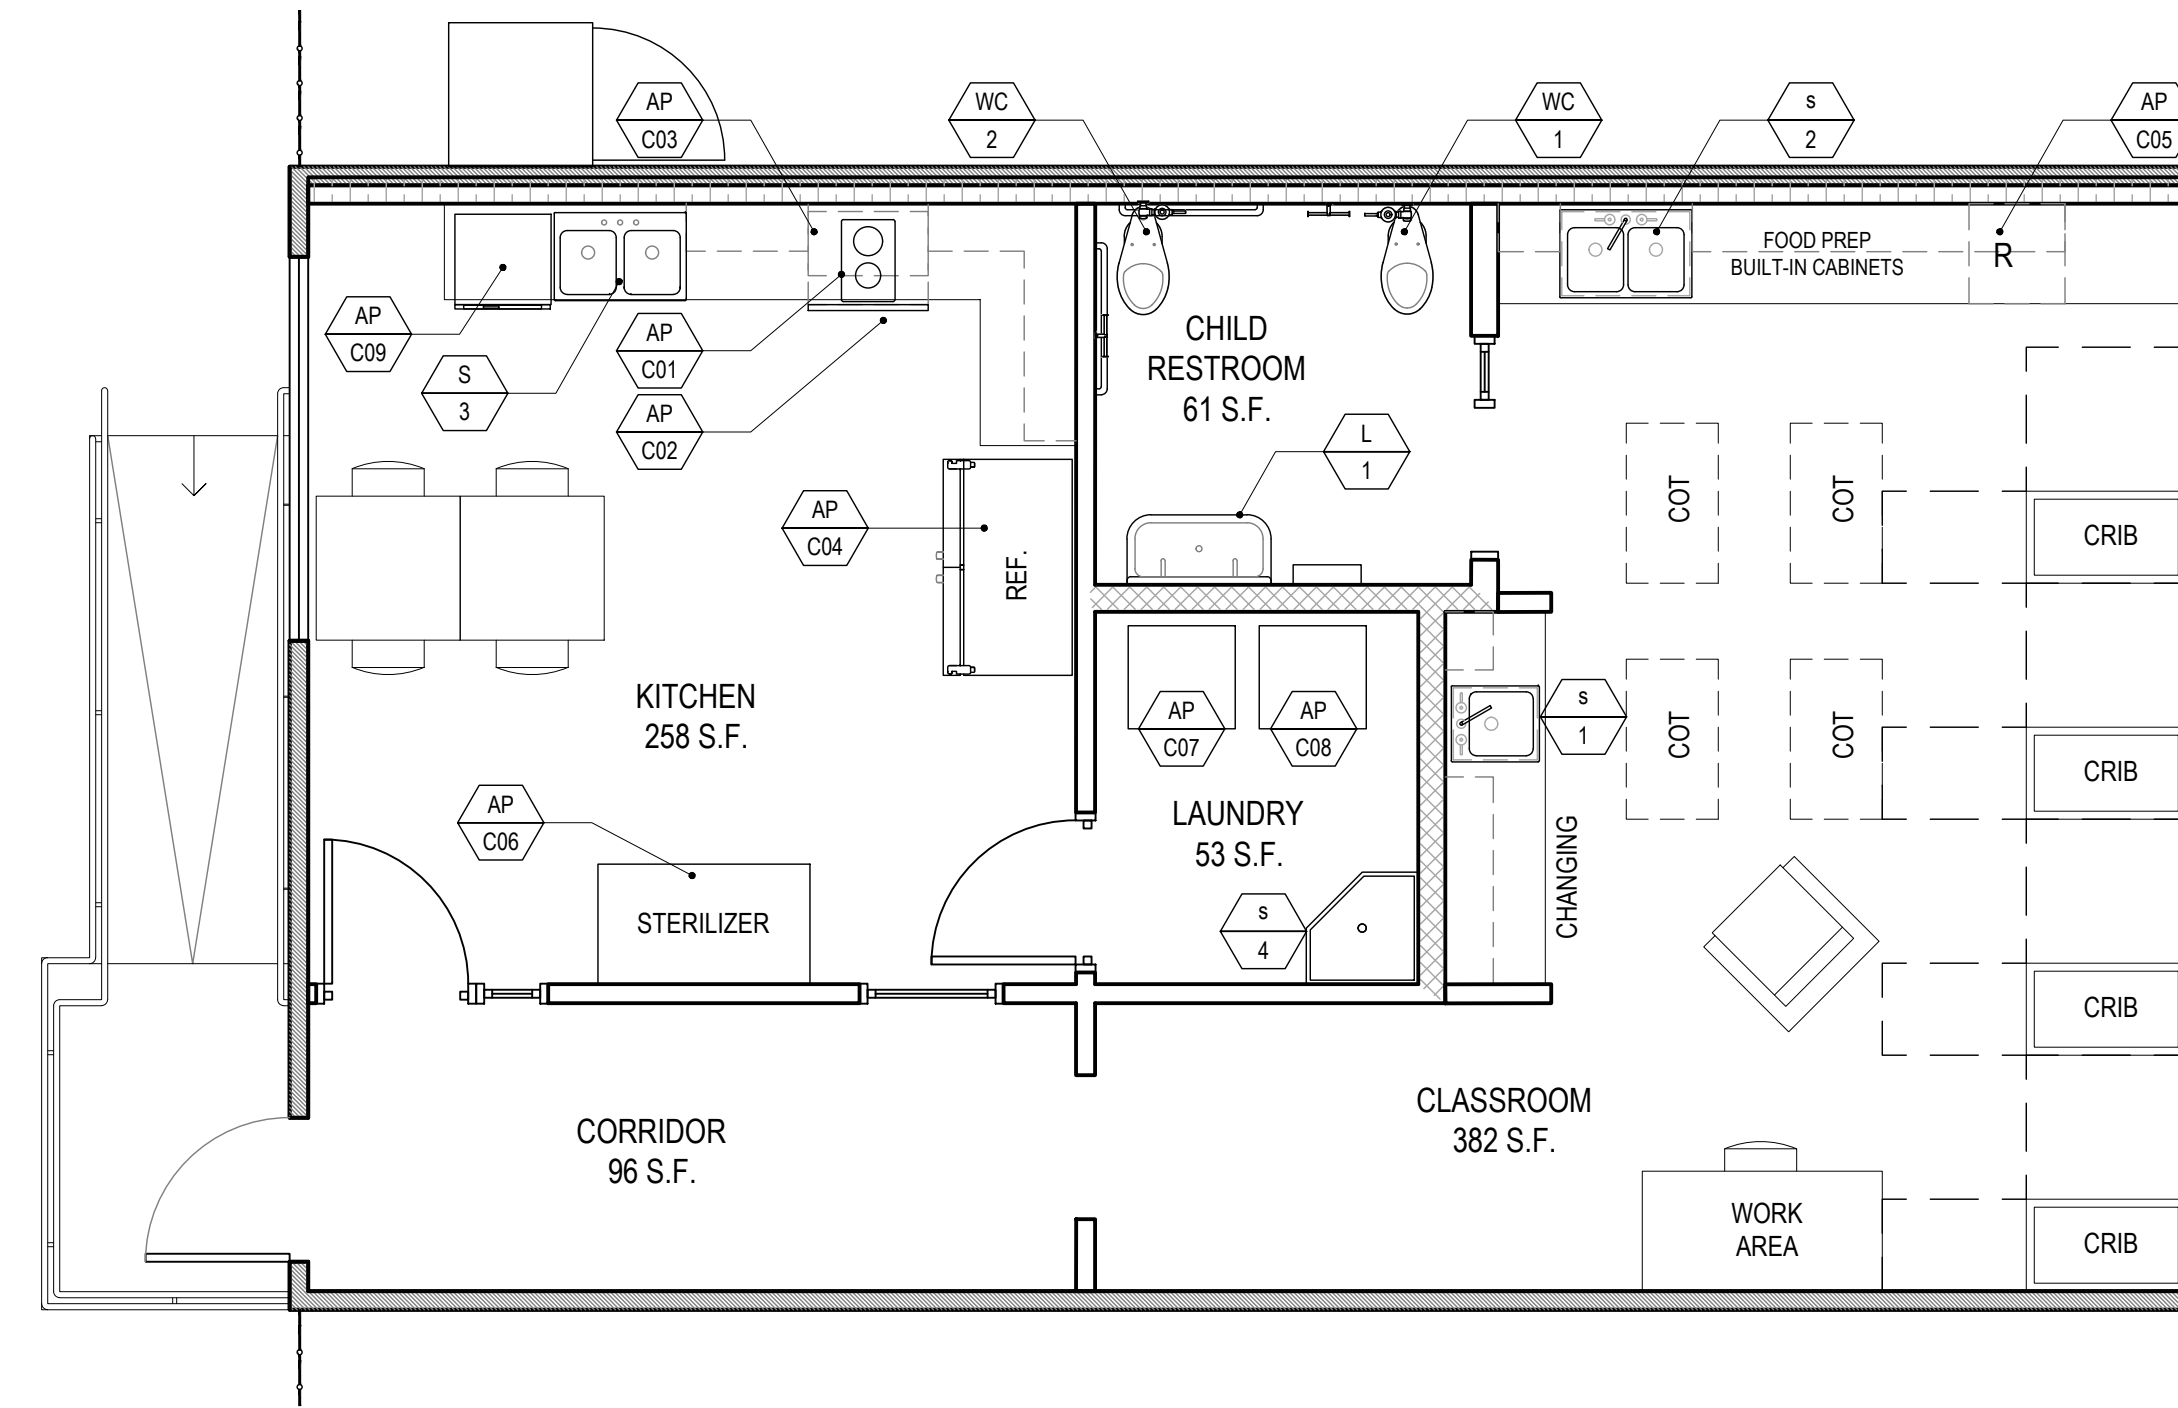 AP
C03
WC
2
WC
1
s
2
AP
C05
FOOD PREP
BUILT-IN CABINETS
R
AP
C09
S
3
AP
C01
AP
C02
CHILD
RESTROOM
61 S.F.
L
1
AP
C04
REF.
COT
COT
CRIB
KITCHEN
258 S.F.
AP
C07
AP
C08
s
1
COT
COT
CRIB
AP
C06
STERILIZER
LAUNDRY
53 S.F.
s
4
CHANGING
CRIB
CORRIDOR
96 S.F.
CLASSROOM
382 S.F.
WORK
AREA
CRIB